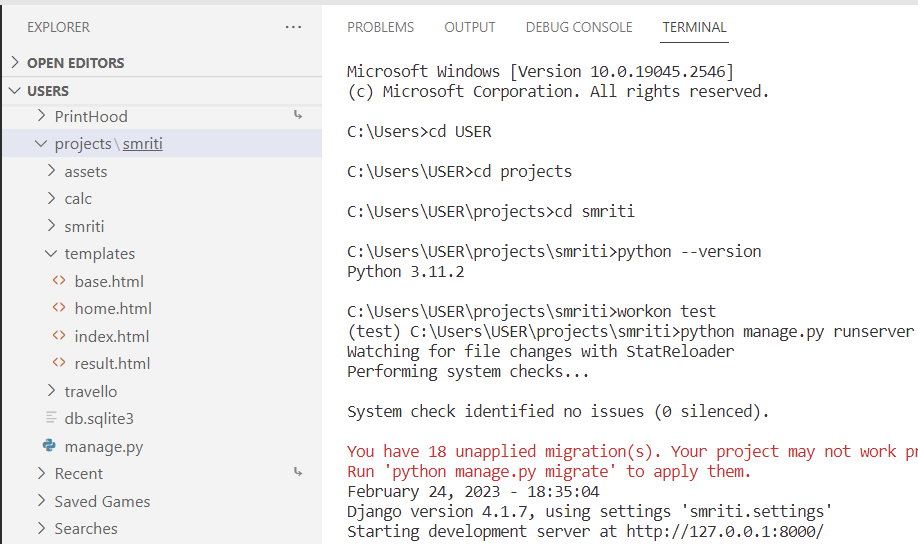 EXPLORER
OPEN EDITORS
USERS
PrintHood
projects\smriti
assets
calc
smriti
templates
base.html
home.html
index.html
result.html
travello
db.sqlite3
manage.py
Recent
Saved Games
Searches
PROBLEMS OUTPUT DEBUG CONSOLE TERMINAL
Microsoft Windows [Version 10.0.19045.2546]
(c) Microsoft Corporation. All rights reserved.
C:\Users>cd USER
C:\Users\USER>cd projects
C:\Users\USER\projects>cd smriti
C:\Users\USER\projects\smriti>python --version
Python 3.11.2
C:\Users\USER\projects\smriti>workon test
(test) C:\Users\USER\projects\smriti>python manage.py runserver
Watching for file changes with StatReloader
Performing system checks...
System check identified no issues (0 silenced).
You have 18 unapplied migration(s). Your project may not work p
Run 'python manage.py migrate' to apply them.
February 24, 2023 - 18:35:04
Django version 4.1.7, using settings 'smriti.settings'
Starting development server at http://127.0.0.1:8000/